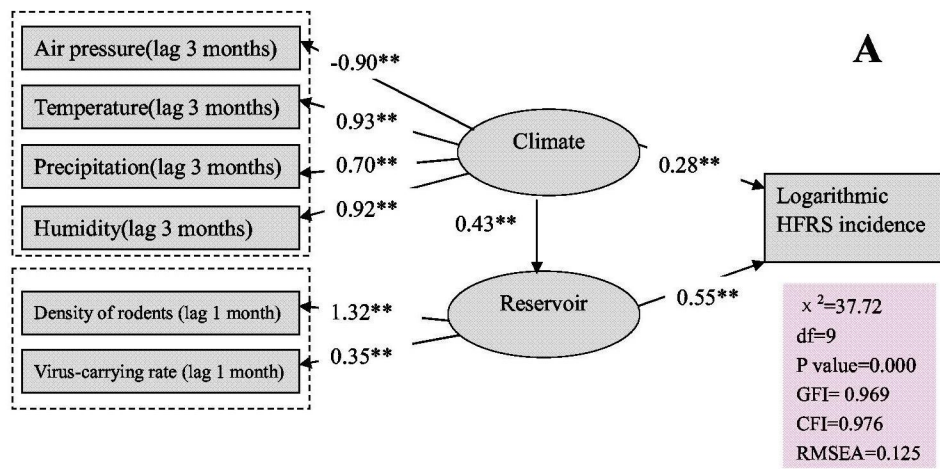 A
Air pressure(lag 3 months)
Temperature(lag 3 months)
Precipitation(lag 3 months)
Humidity(lag 3 months)
Density of rodents (lag 1 month)
Virus-carrying rate (lag 1 month)
-0.90**
0.93**
0.70**
0.92**
1.32**
0.35**
Climate
0.43**
Reservoir
0.28**
0.55**
Logarithmic
HFRS incidence
χ²=37.72
df=9
P value=0.000
GFI= 0.969
CFI=0.976
RMSEA=0.125